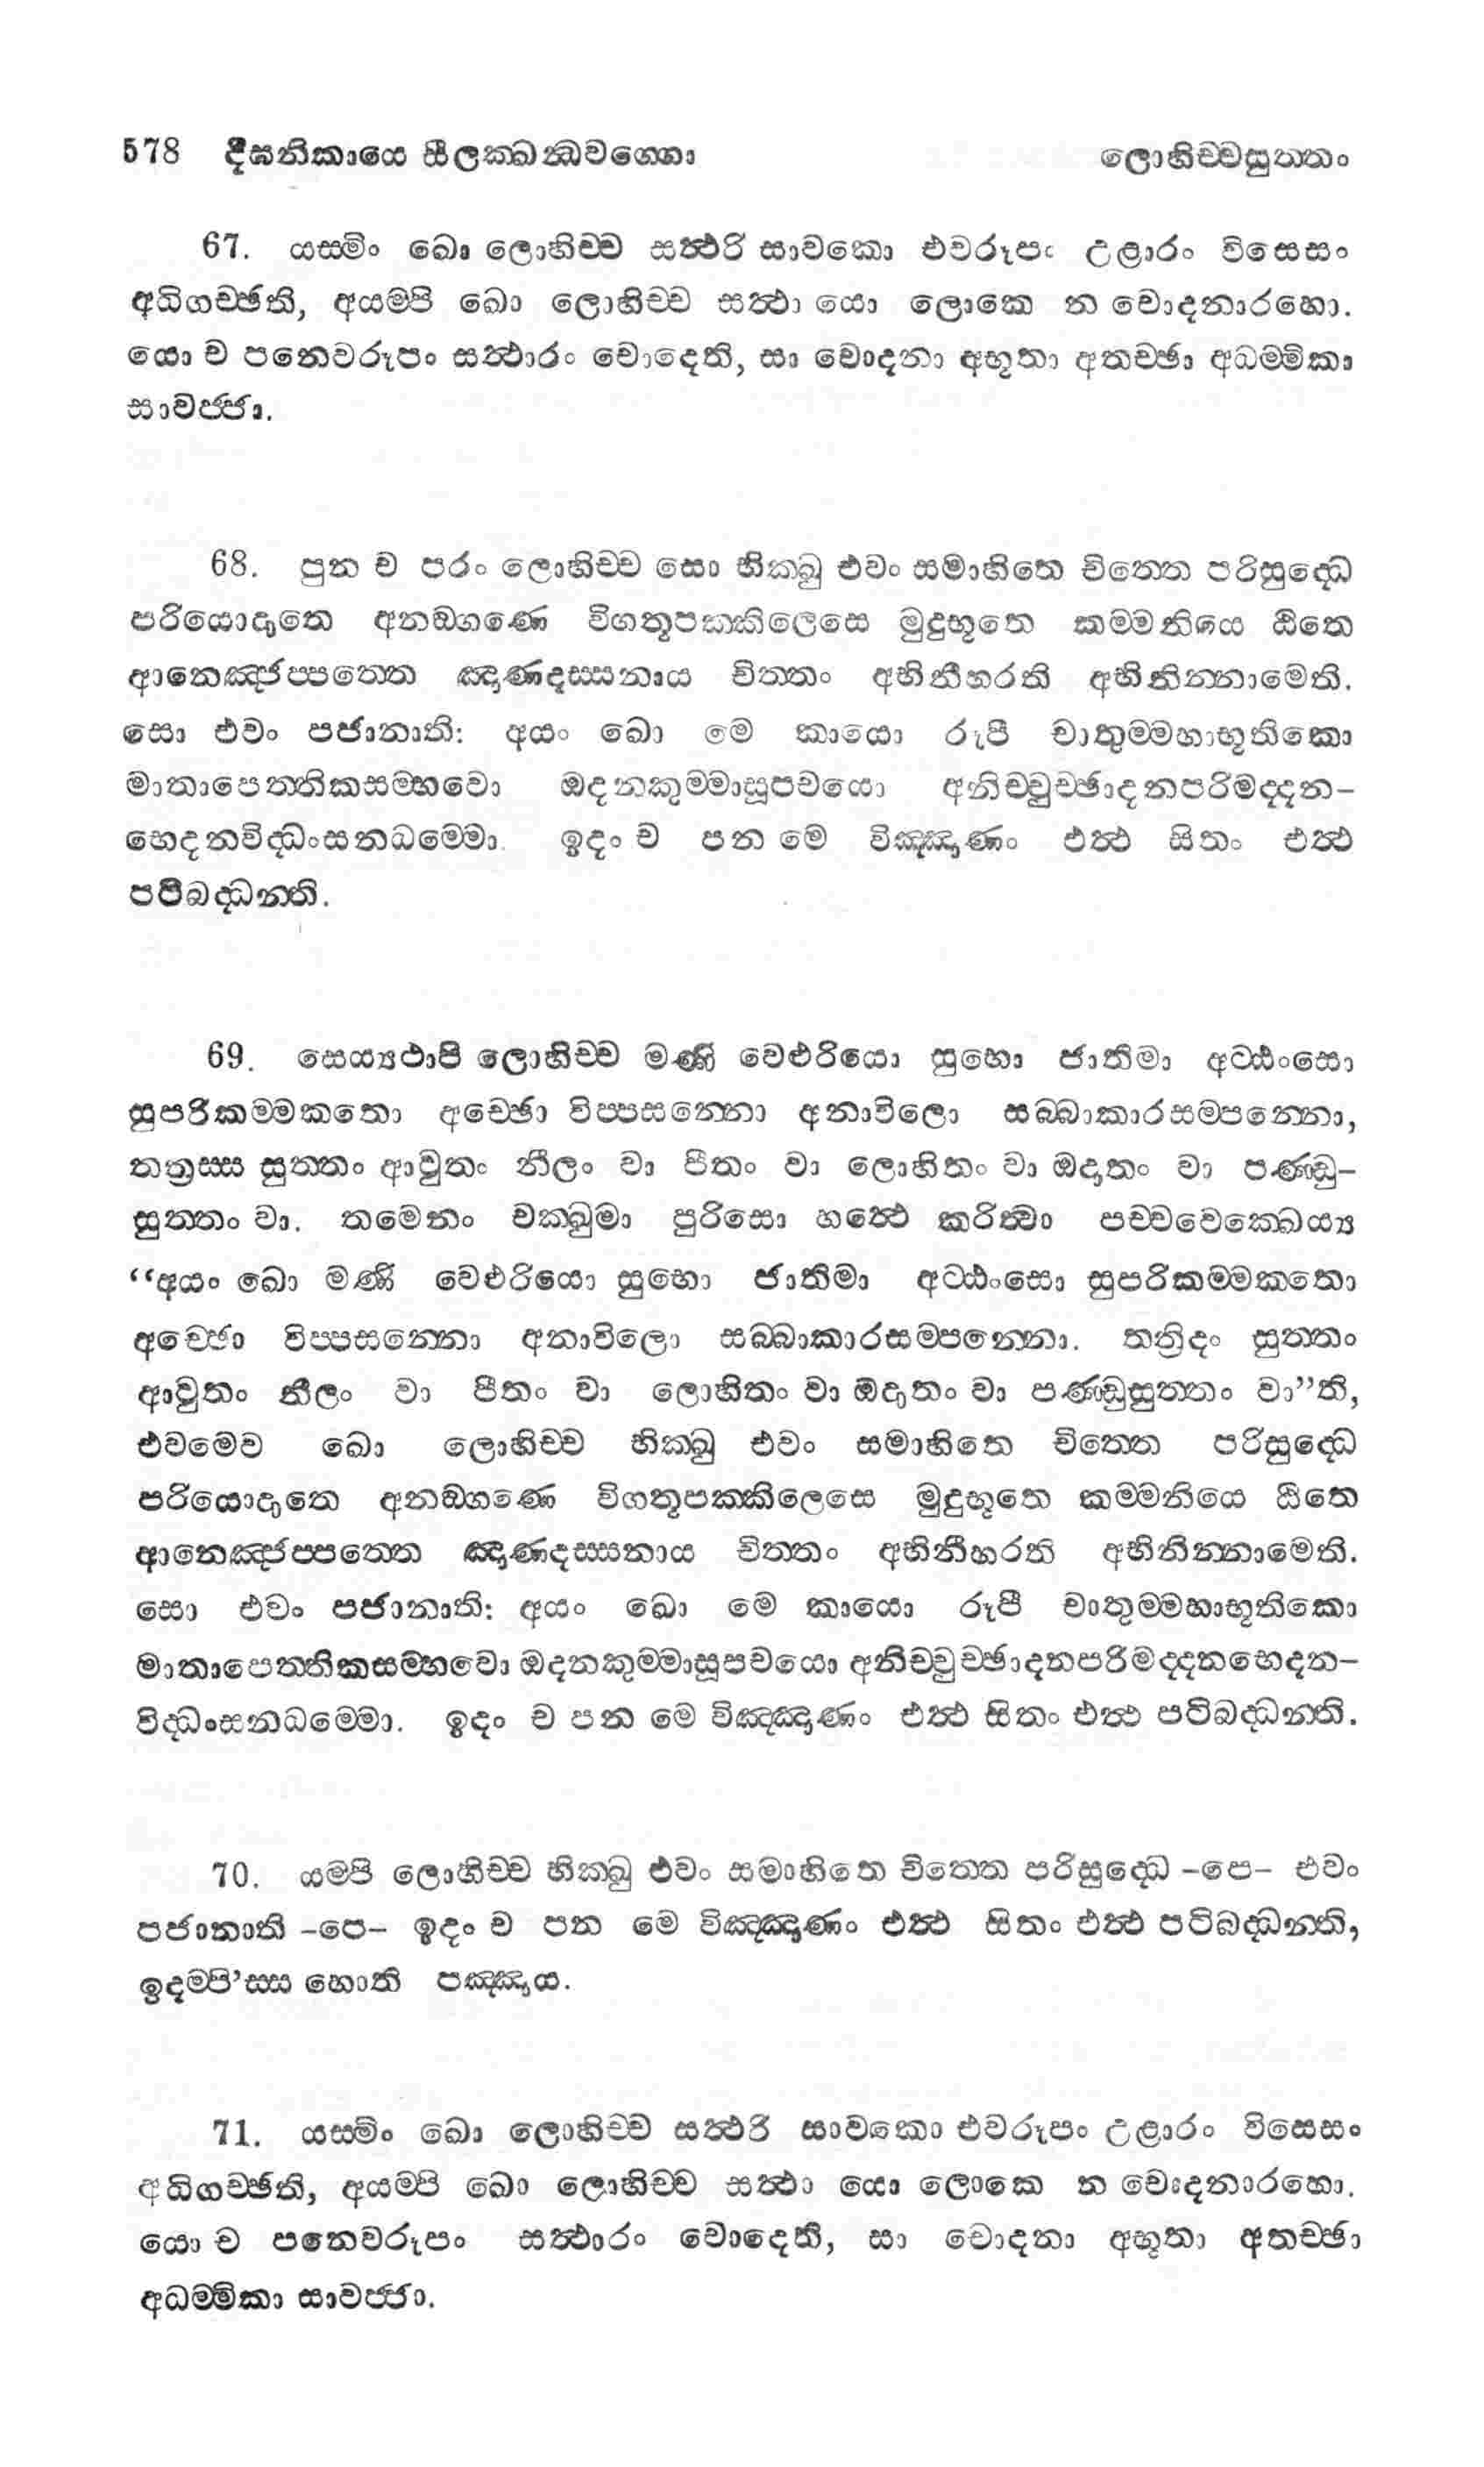 578 දීඝනිකායෙ සීලක්ඛන්ධවග්ගො ලොහිච්චසුත්තං
67. යස්මිං ඛො ලොහිච්ච සත්ථරි සාවකො එවරූපං උළාරං විසෙසං
අධිගච්ඡති, අයම්පි ඛො ලොහිච්ච සත්ථා යො ලොකෙ න චොදනාරහො.
යො ච පනෙවරූපං සත්ථාරං චොදෙති, සා චොදනා අභූතා අතච්ඡා අධම්මිකා
සාවජ්ජා.
68. පුන ච පරං ලොහිච්ච සො භික්ඛු එවං සමාහිතෙ චිත්තෙ පරිසුද්ධෙ
පරියොදාතෙ අනඞ්ගණෙ විගතූපක්කිලෙසෙ මුදුභූතෙ කම්මනියෙ ඨිතෙ
ආනෙඤ්ජප්පත්තෙ ඤාණදස්සනාය චිත්තං අභිනීහරති අභිනින්නාමෙති.
සො එවං පජානාති: අයං ඛො මෙ කායො රූපී චාතුම්මහාභූතිකො
මාතාපෙත්තිකසම්භවො ඔදනකුම්මාසූපචයො අනිච්චුච්ඡාදනපරිමද්දන-
භෙදනවිද්ධංසනධම්මො. ඉදං ච පන මෙ විඤ්ඤාණං එත්ථ සිතං එත්ථ
පටිබද්ධන්ති.
69. සෙය්‍යථාපි ලොහිච්ච මණි වෙළුරියො සුභො ජාතිමා අට්ඨංසො
සුපරිකම්මකතො අච්ඡො විප්පසන්නො අනාවිලො සබ්බාකාරසම්පන්නො,
තත්‍රස්ස සුත්තං ආවුතං නීලං වා පීතං වා ලොහිතං වා ඔදාතං වා පණ්ඩු-
සුත්තං වා. තමෙනං චක්ඛුමා පුරිසො හත්ථෙ කරිත්වා පච්චවෙක්ඛෙය්‍ය
“අයං ඛො මණි වෙළුරියො සුභො ජාතිමා අට්ඨංසො සුපරිකම්මකතො
අච්ඡො විප්පසන්නො අනාවිලො සබ්බාකාරසම්පන්නො. තත්‍රිදං සුත්තං
ආවුතං නීලං වා පීතං වා ලොහිතං වා ඔදාතං වා පණ්ඩුසුත්තං වා”ති,
එවමෙව ඛො ලොහිච්ච භික්ඛු එවං සමාහිතෙ චිත්තෙ පරිසුද්ධෙ
පරියොදාතෙ අනඞ්ගණෙ විගතූපක්කිලෙසෙ මුදුභූතෙ කම්මනියෙ ඨිතෙ
ආනෙඤ්ජප්පත්තෙ ඤාණදස්සනාය චිත්තං අභිනීහරති අභිනින්නාමෙති.
සො එවං පජානාති: අයං ඛො මෙ කායො රූපී චාතුම්මහාභූතිකො
මාතාපෙත්තිකසම්භවො ඔදනකුම්මාසූපචයො අනිච්චුච්ඡාදනපරිමද්දනභෙදන-
විද්ධංසනධම්මො. ඉදං ච පන මෙ විඤ්ඤාණං එත්ථ සිතං එත්ථ පටිබද්ධන්ති.
70. යම්පි ලොහිච්ච භික්ඛු එවං සමාහිතෙ චිත්තෙ පරිසුද්ධෙ -පෙ- එවං
පජානාති -පෙ- ඉදං ච පන මෙ විඤ්ඤාණං එත්ථ සිතං එත්ථ පටිබද්ධන්ති,
ඉදම්පි’ස්ස හොති පඤ්ඤාය.
71. යස්මිං ඛො ලොහිච්ච සත්ථරි සාවකො එවරූපං උළාරං විසෙසං
අධිගච්ඡති, අයම්පි ඛො ලොහිච්ච සත්ථා යො ලොකෙ න චොදනාරහො.
යො ච පනෙවරූපං සත්ථාරං චොදෙති, සා චොදනා අභූතා අතච්ඡා
අධම්මිකා සාවජ්ජා.